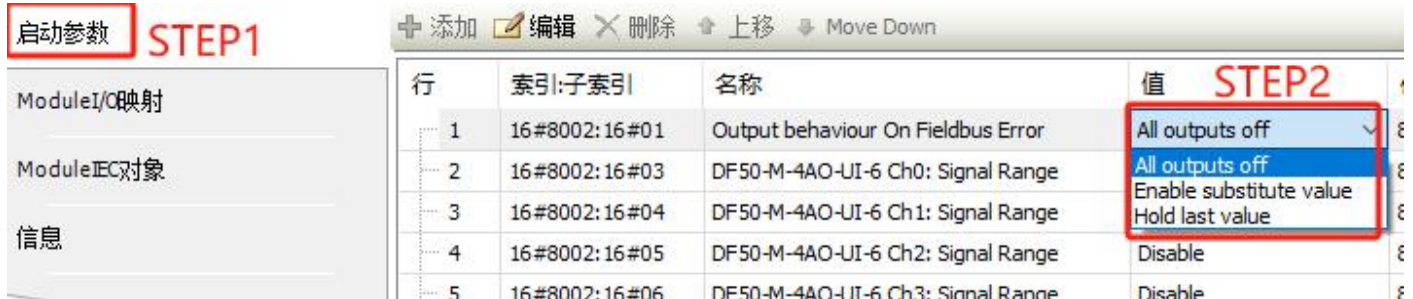 启动参数 STEP1
添加 编辑 删除 上移 Move Down
ModuleI/O映射
ModuleIEC对象
信息
行 索引:子索引 名称 值 STEP2
1 16#8002:16#01 Output behaviour On Fieldbus Error All outputs off
2 16#8002:16#03 DF50-M-4AO-UI-6 Ch0: Signal Range
3 16#8002:16#04 DF50-M-4AO-UI-6 Ch1: Signal Range
4 16#8002:16#05 DF50-M-4AO-UI-6 Ch2: Signal Range Disable
5 16#8002:16#06 DF50-M-4AO-UI-6 Ch3: Signal Range Disable
All outputs off
Enable substitute value
Hold last value